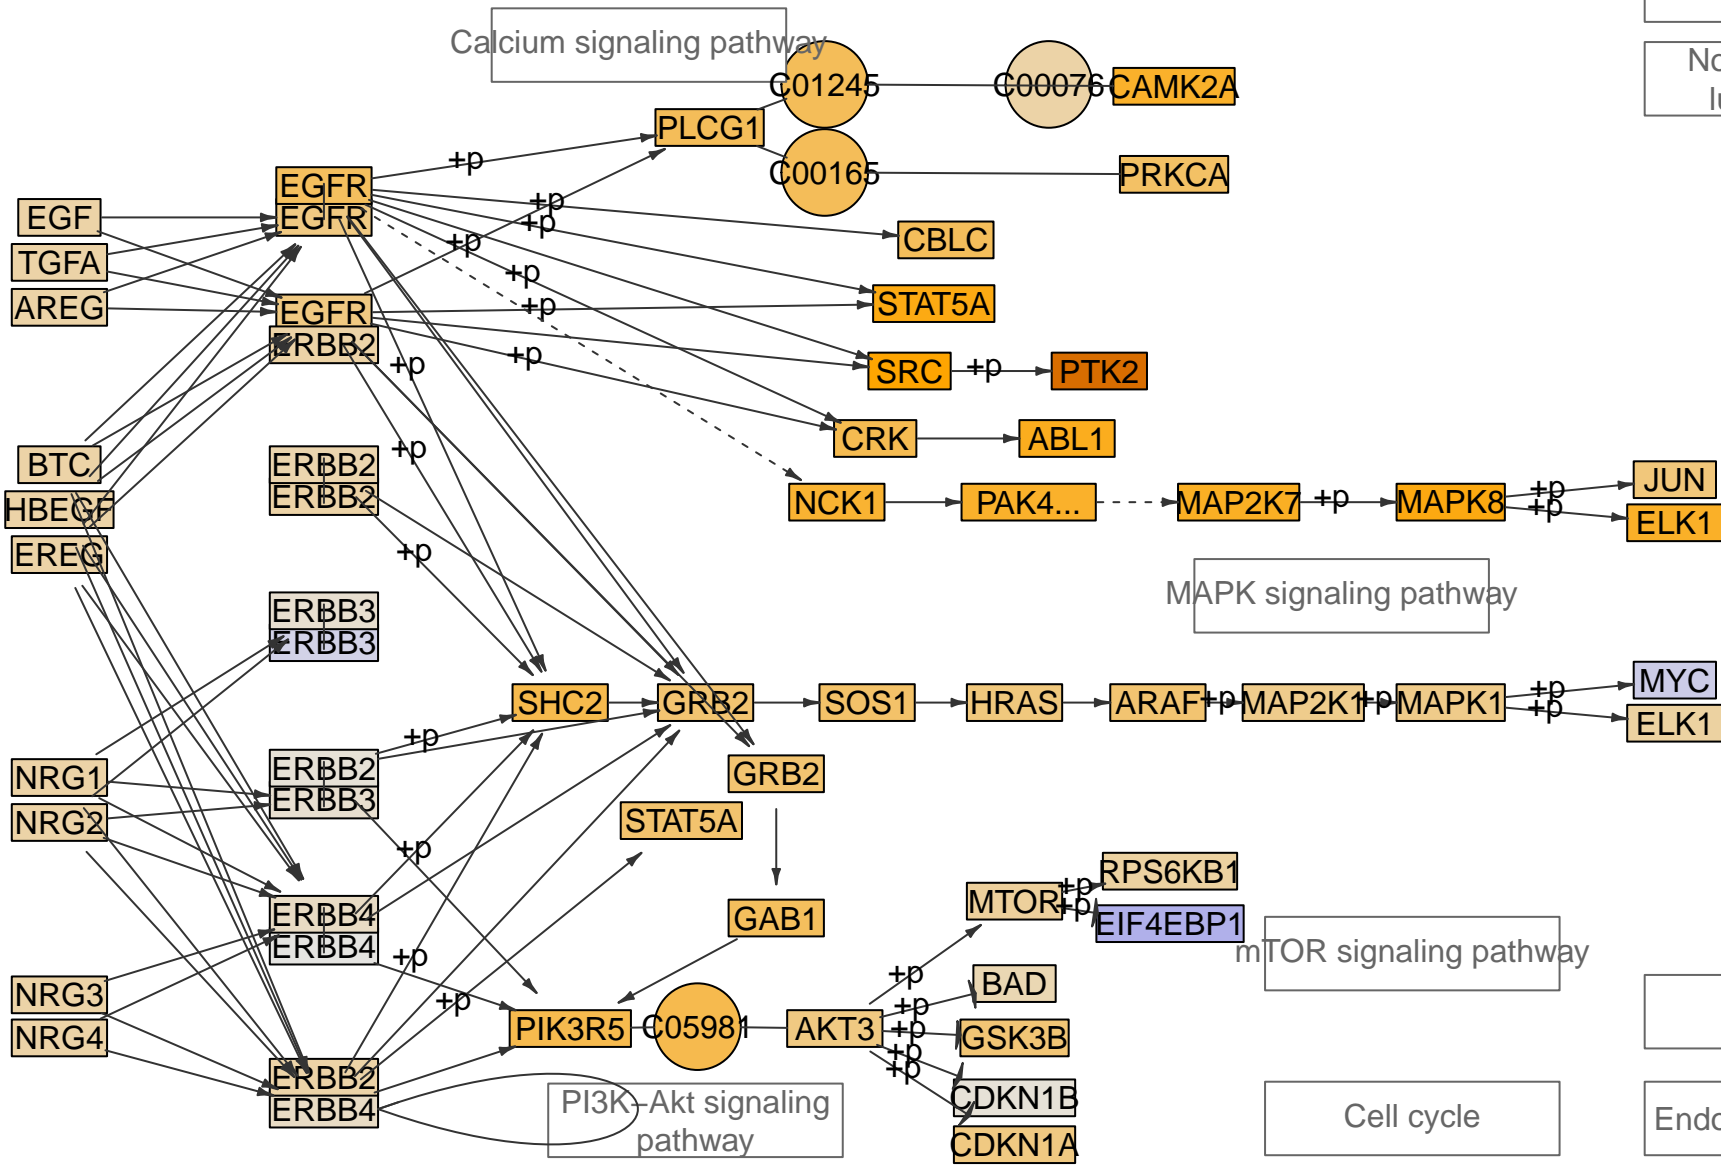 Calcium signaling pathway
No
lu
C01245
C00076
CAMK2A
PLCG1
C00165
PRKCA
+p
EGFR
EGFR
EGF
+p
+p
CBLC
TGFA
+p
+p
AREG
EGFR
+p
STAT5A
ERBB2
+p
+p
SRC
+p
PTK2
CRK
ABL1
+p
BTC
ERBB2
ERBB2
HBEGF
NCK1
PAK4...
MAP2K7
+p
MAPK8
+p
+p
JUN
ELK1
EREG
+p
MAPK signaling pathway
ERBB3
ERBB3
SHC2
GRB2
SOS1
HRAS
ARAF
+p
MAP2K1
+p
MAPK1
+p
+p
MYC
ELK1
+p
NRG1
ERBB2
ERBB3
GRB2
NRG2
STAT5A
+p
ERBB4
ERBB4
GAB1
MTOR
+p
+p
RPS6KB1
EIF4EBP1
mTOR signaling pathway
+p
+p
BAD
NRG3
+p
+p
NRG4
PIK3R5
C05981
AKT3
+p
GSK3B
+p
+p
ERBB2
ERBB4
PI3K-Akt signaling
pathway
CDKN1B
CDKN1A
Cell cycle
Endo